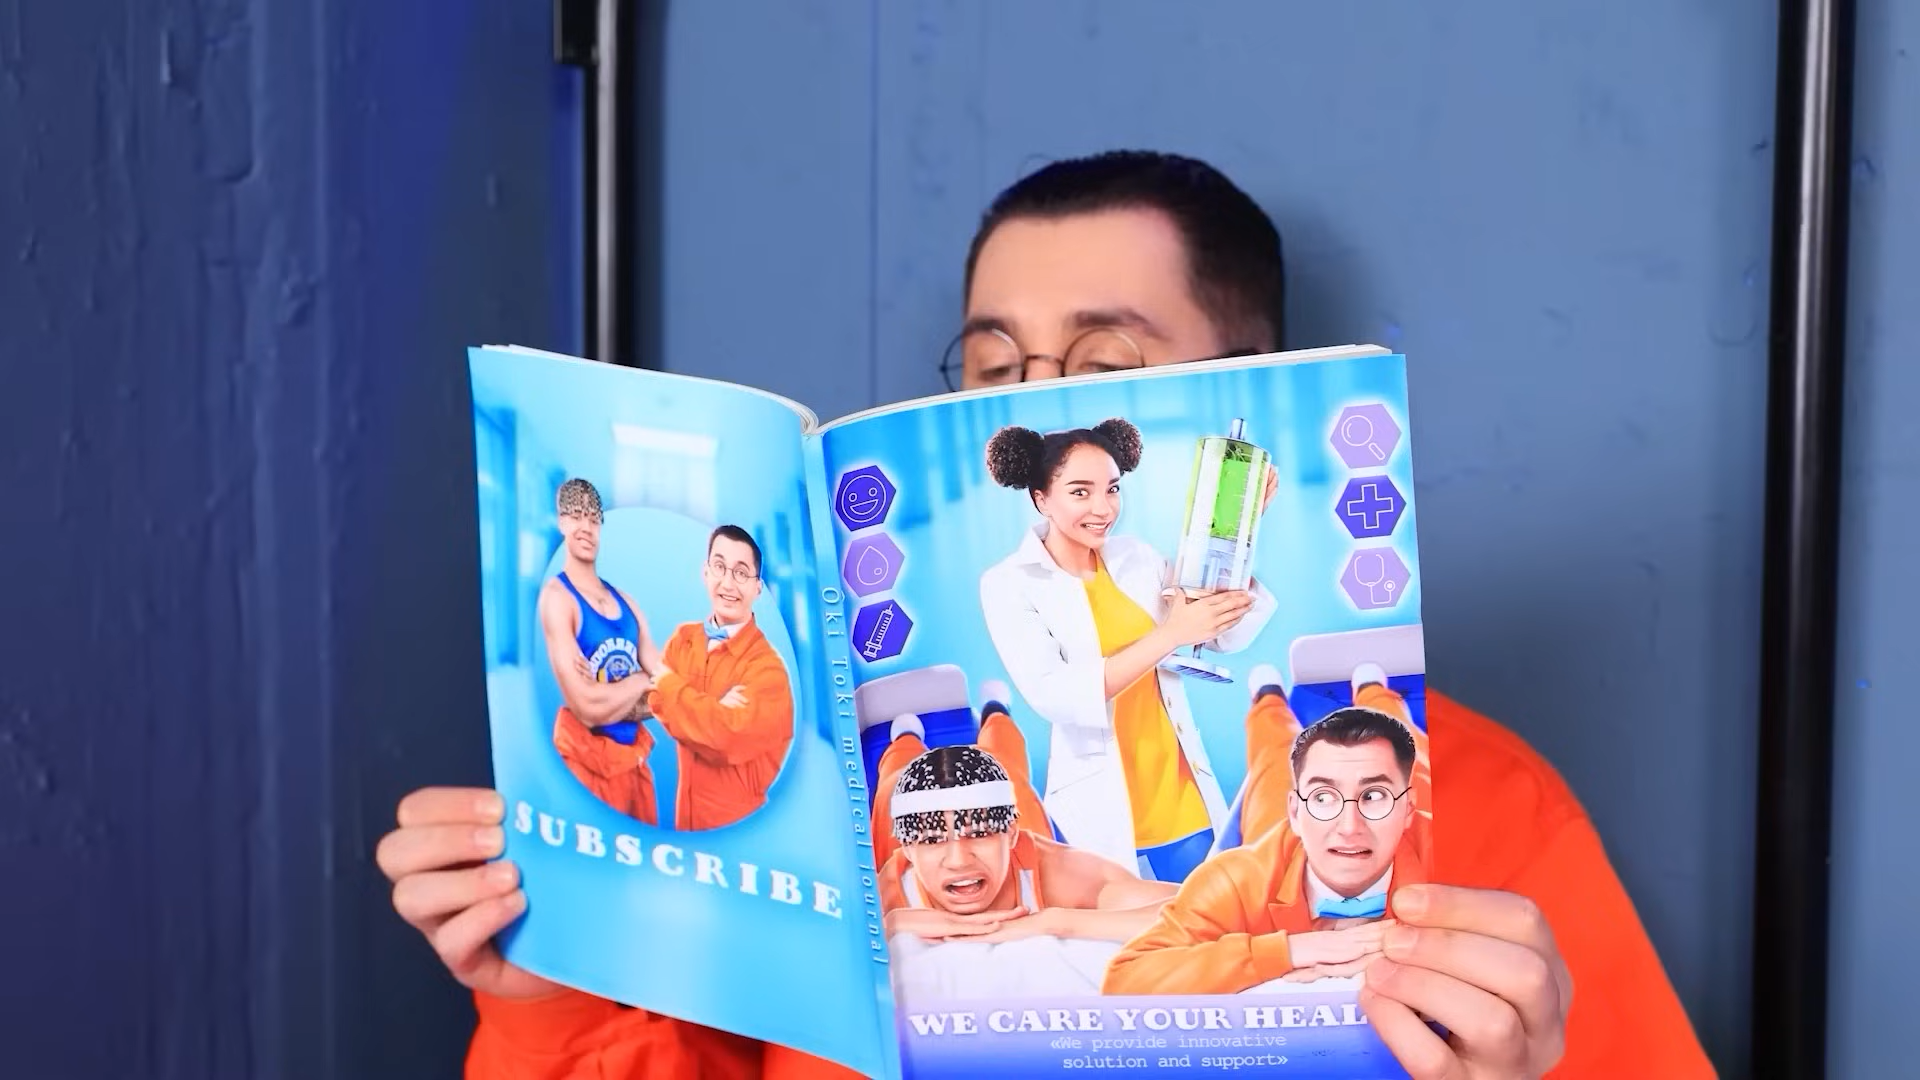 SUBSCRIBE
Oki Toki medical journal
WE CARE YOUR HEAL
«We provide innovative
solution and support»